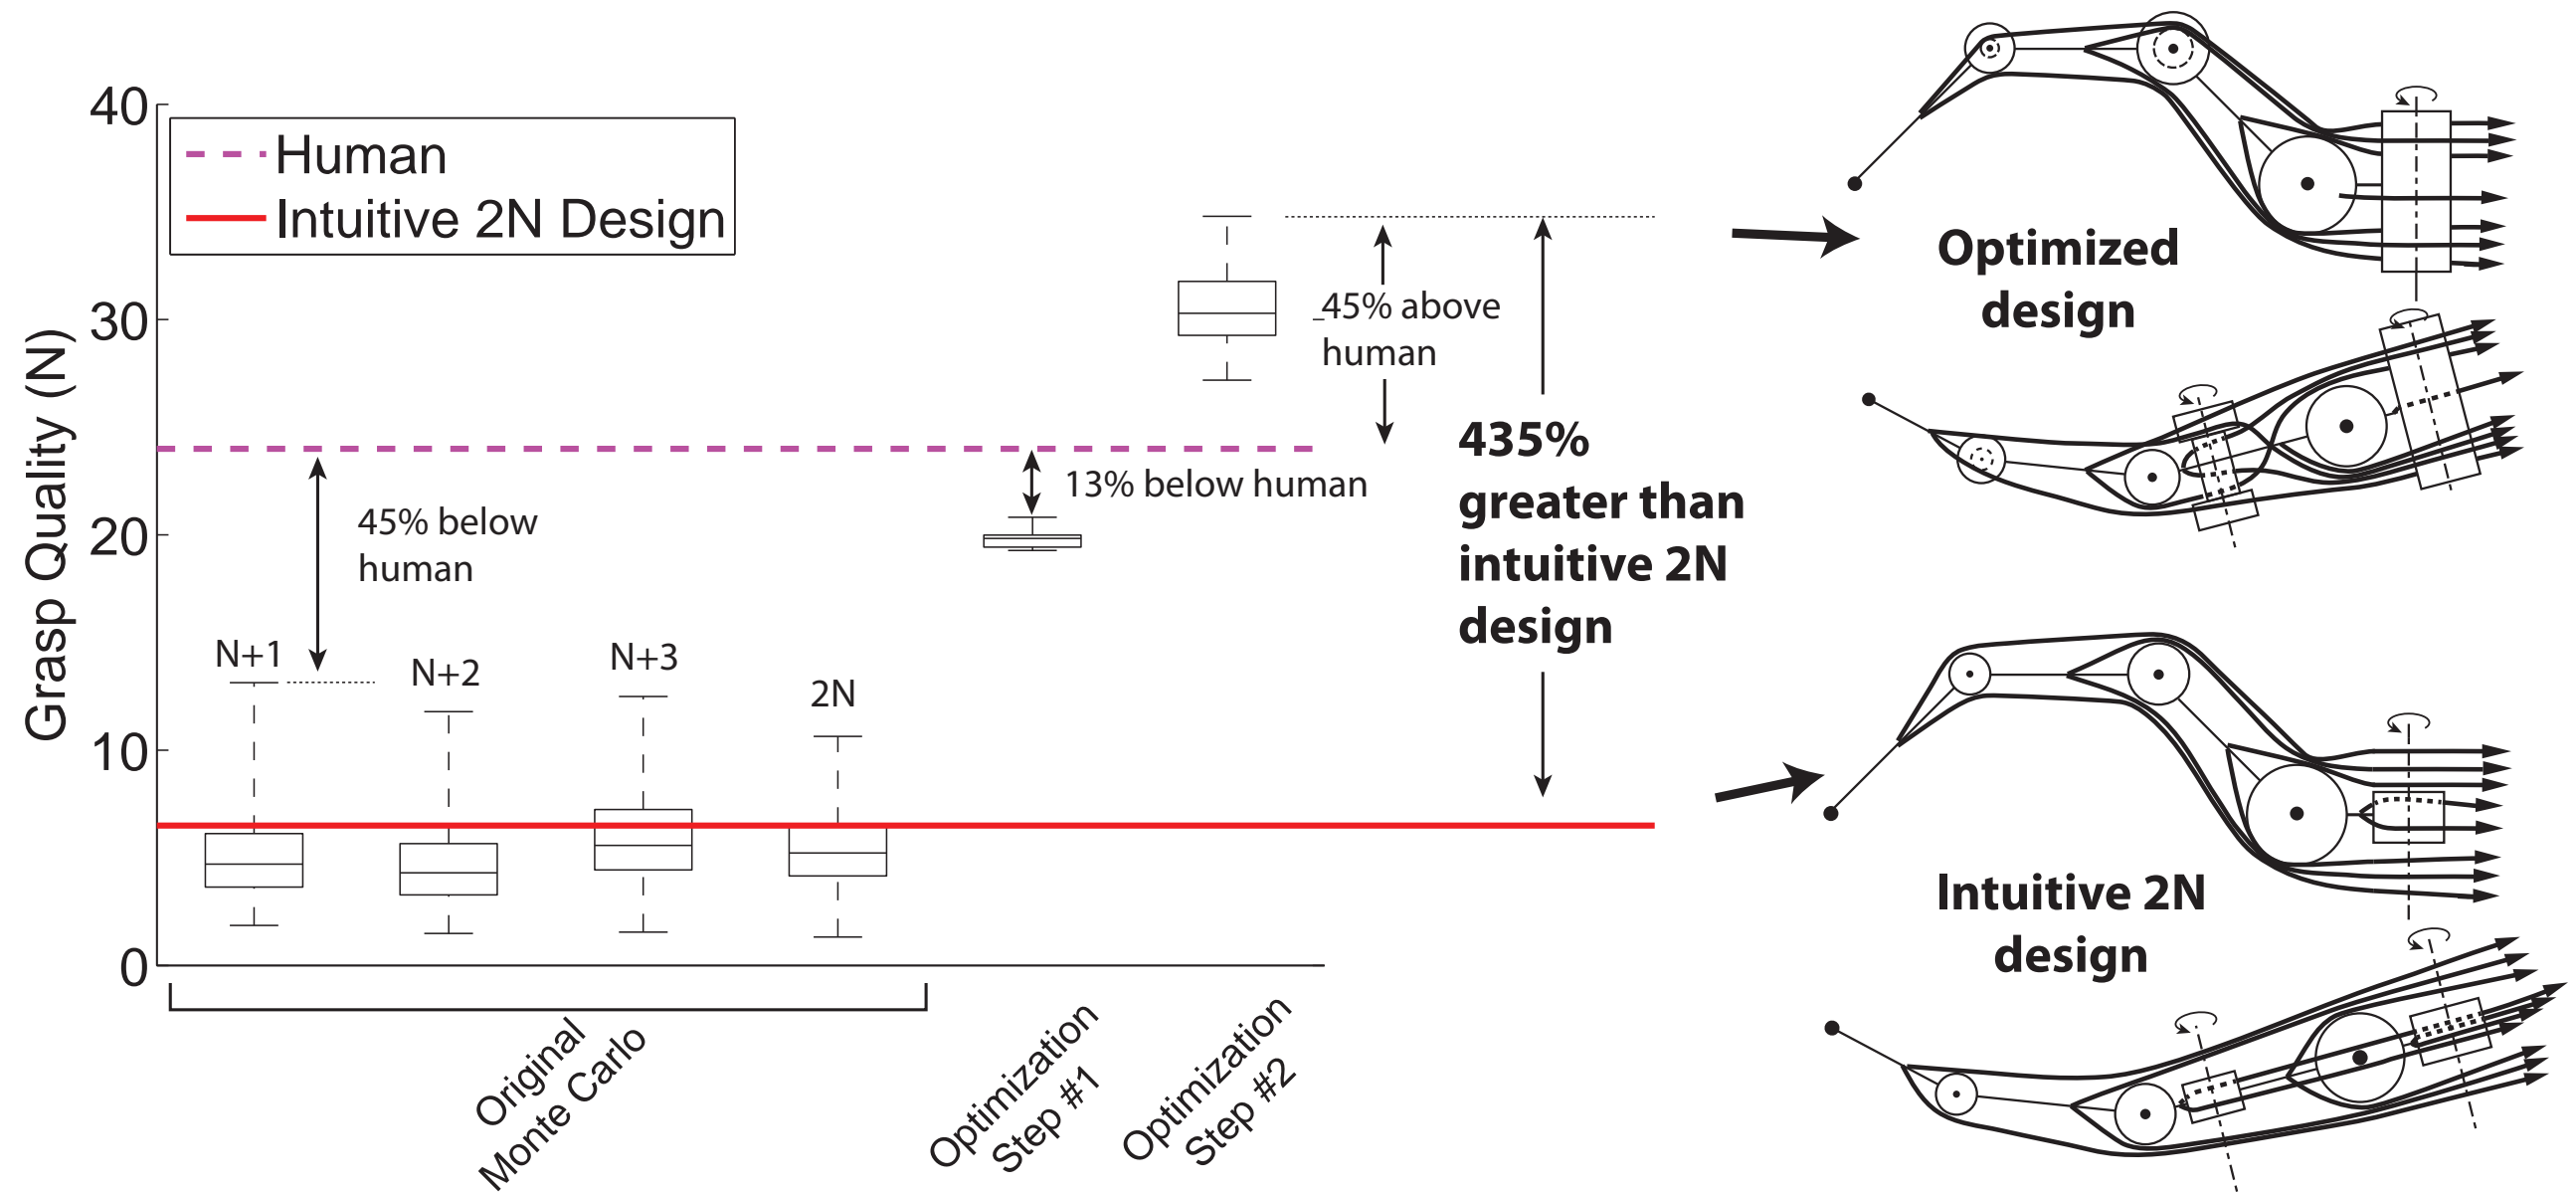 Grasp Quality (N)
40
30
20
10
0
Human
Intuitive 2N Design
45% below
human
N+1
N+2
N+3
2N
13% below human
45% above
human
435%
greater than
intuitive 2N
design
Original
Monte Carlo
Optimization
Step #1
Optimization
Step #2
Optimized
design
Intuitive 2N
design